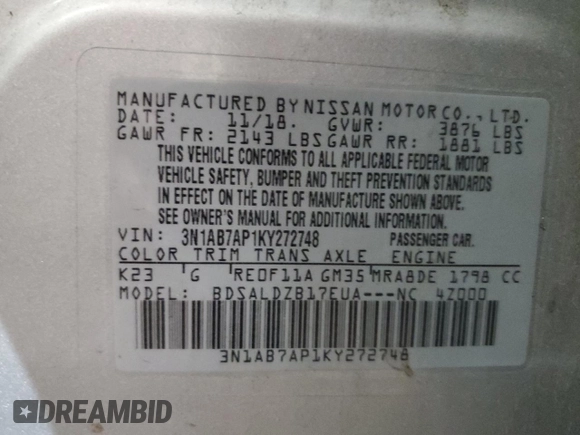 MANUFACTURED BY NISSAN MOTOR CO., LTD.
DATE: 11/18. GVWR: 3876 LBS
GAWR FR: 2143 LBS GAWR RR: 1881 LBS
THIS VEHICLE CONFORMS TO ALL APPLICABLE FEDERAL MOTOR
VEHICLE SAFETY, BUMPER AND THEFT PREVENTION STANDARDS
IN EFFECT ON THE DATE OF MANUFACTURE SHOWN ABOVE.
SEE OWNER'S MANUAL FOR ADDITIONAL INFORMATION.
VIN: 3N1AB7AP1KY272748 PASSENGER CAR.
COLOR TRIM TRANS AXLE ENGINE
K23 G RE0F11A GM35 MRA8DE 1798 CC
MODEL: BDSALDZB17EUA---NC 4Z000
3N1AB7AP1KY272748
DREAMBID